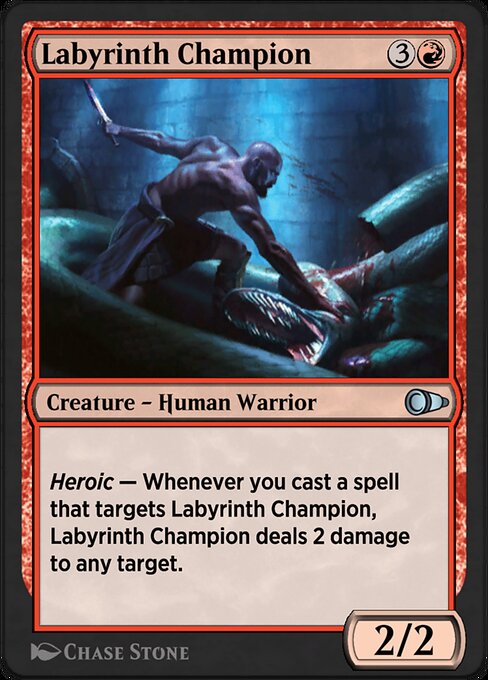 Labyrinth Champion 3
Creature – Human Warrior
Heroic — Whenever you cast a spell
that targets Labyrinth Champion,
Labyrinth Champion deals 2 damage
to any target.
2/2
Chase Stone